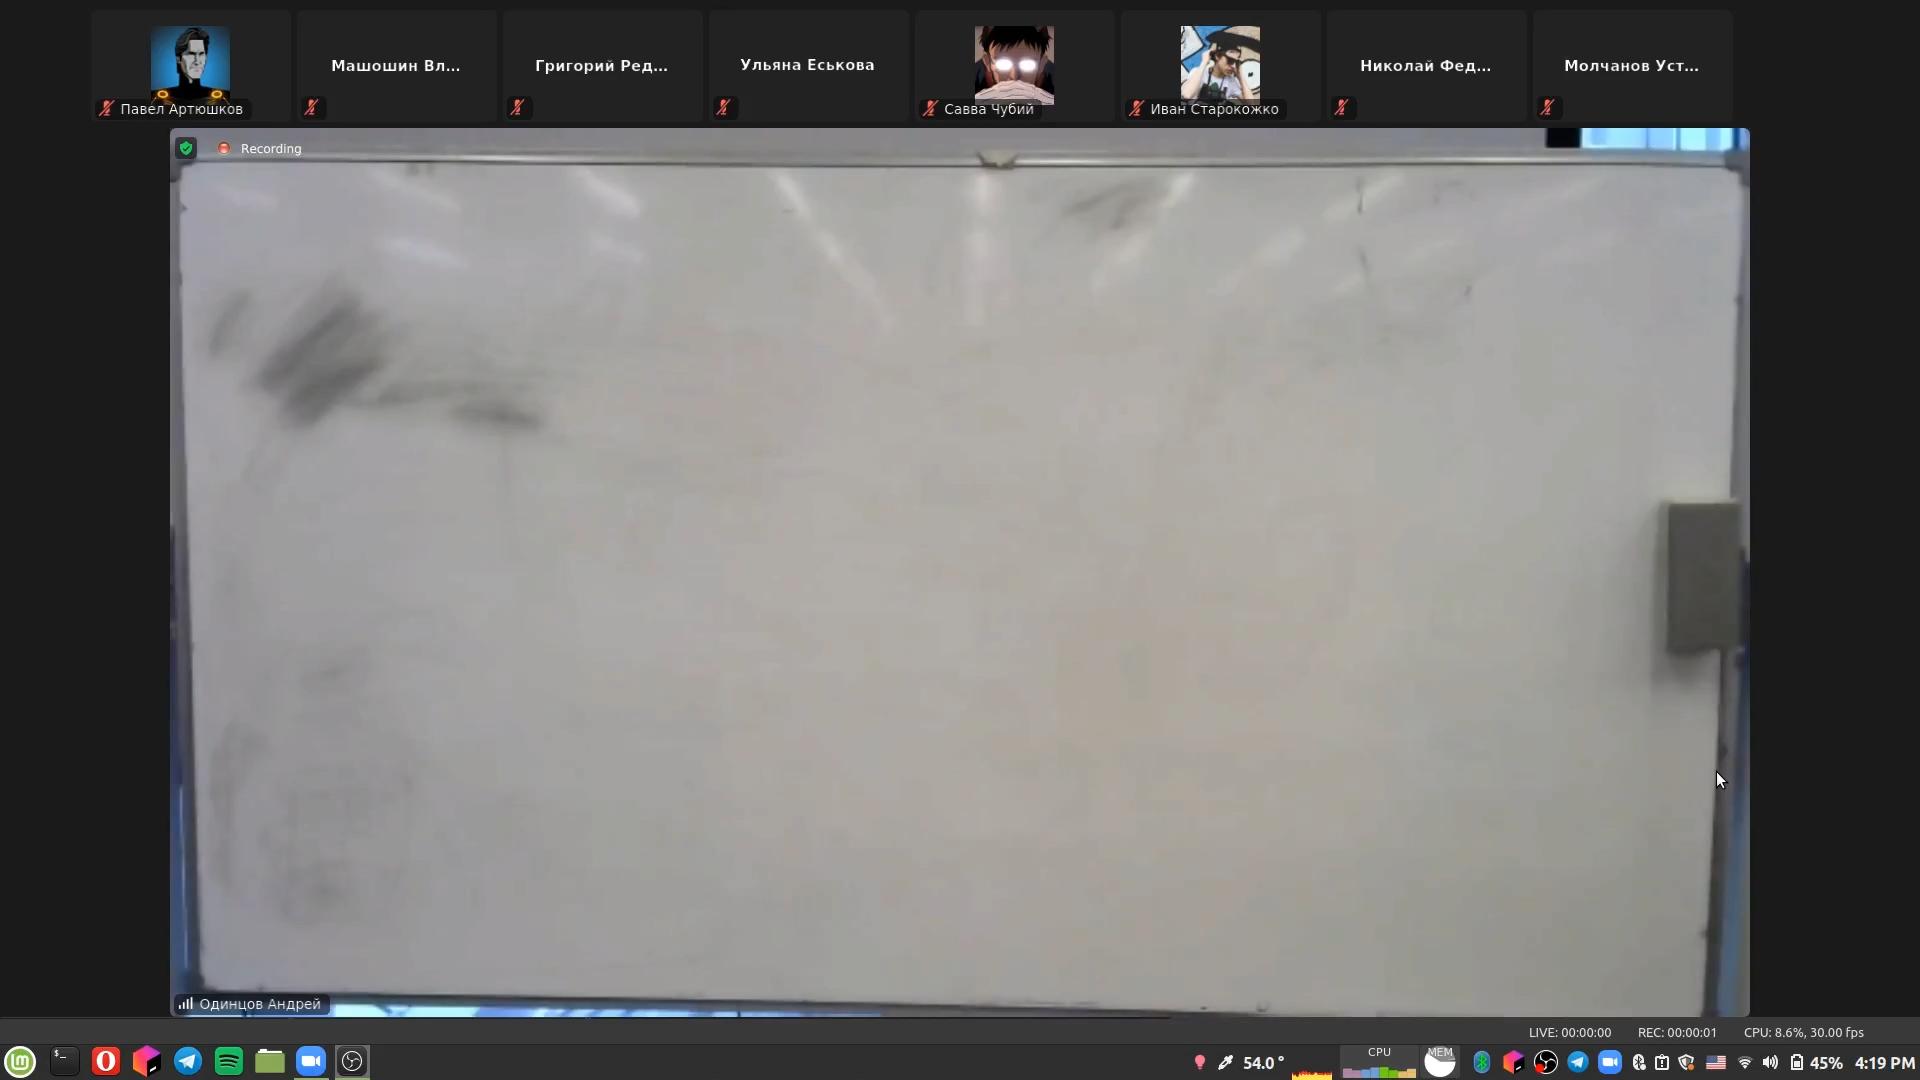 Машошин Вл...
Григорий Ред...
Ульяна Еськова
Николай Фед...
Молчанов Уст...
Павел Артюшков
Савва Чубий
Иван Старокожко
Recording
Одинцов Андрей
LIVE: 00:00:00 REC: 00:00:01 CPU: 8.6%, 30.00 fps
54.0° CPU MEM 45% 4:19 PM